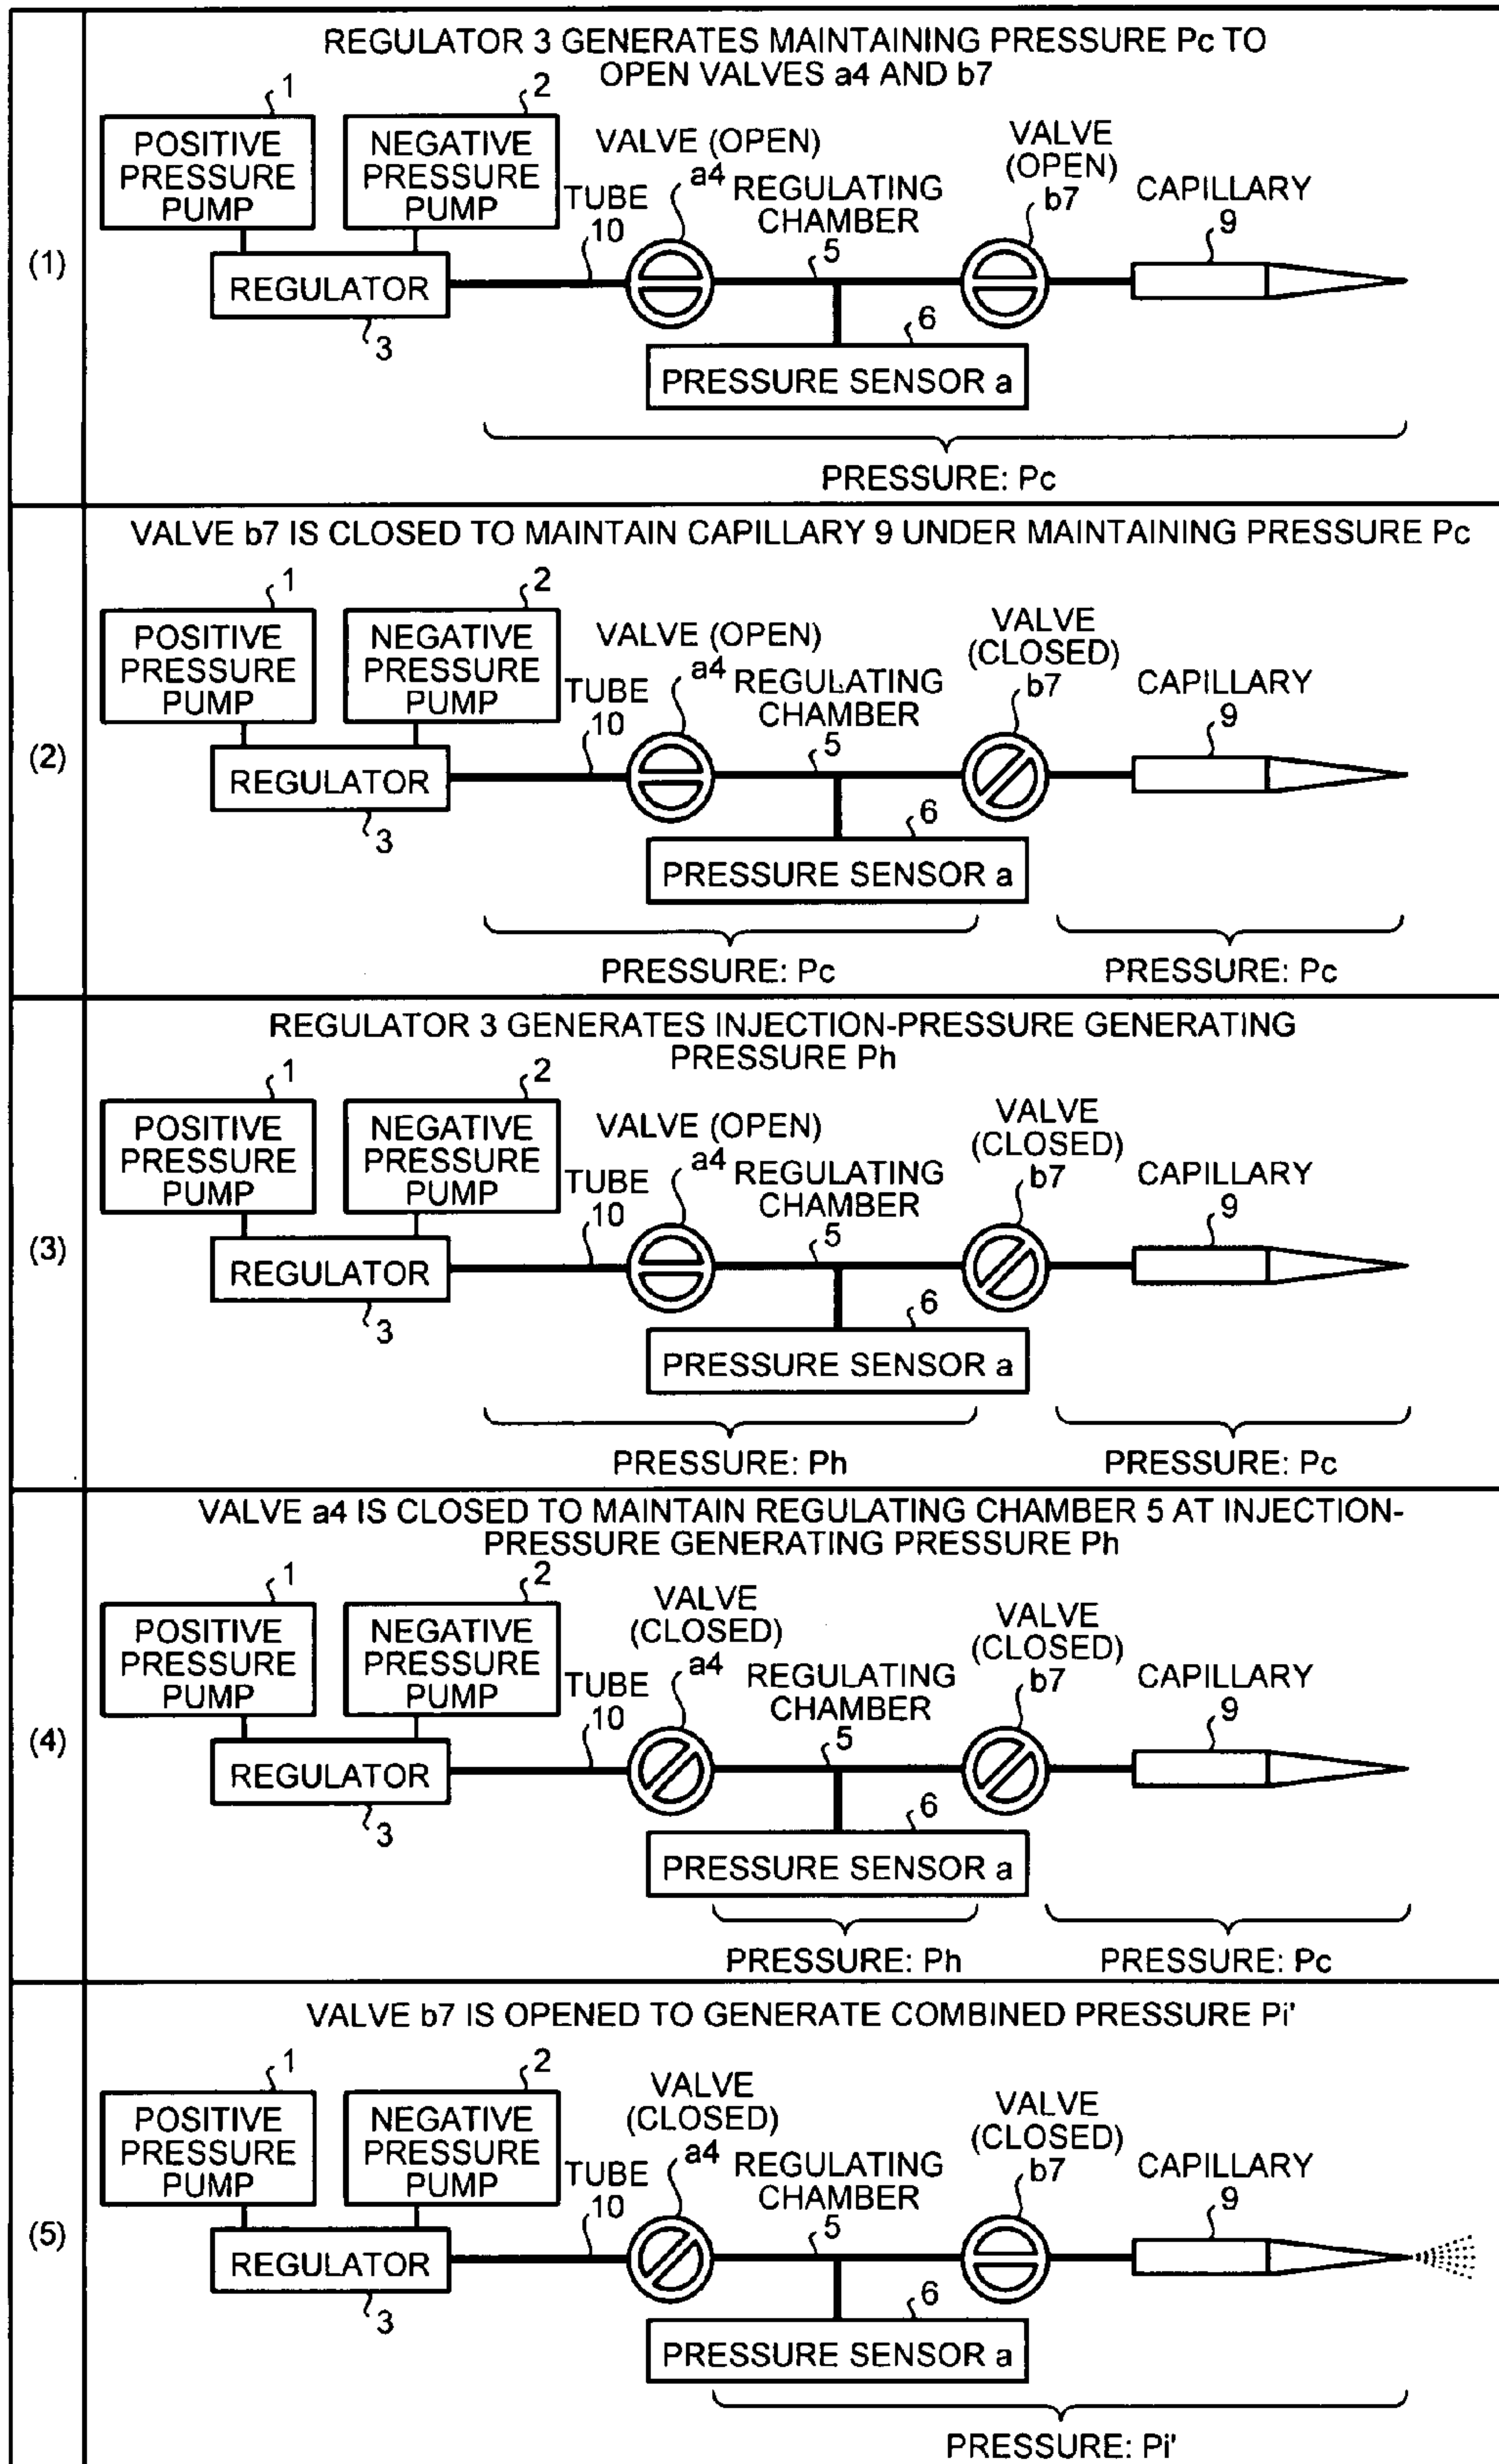 (1)
REGULATOR 3 GENERATES MAINTAINING PRESSURE Pc TO
OPEN VALVES a4 AND b7
1
POSITIVE
PRESSURE
PUMP
2
NEGATIVE
PRESSURE
PUMP
REGULATOR
3
TUBE
10
VALVE (OPEN)
a4
REGULATING
CHAMBER
5
VALVE
(OPEN)
b7
CAPILLARY
9
6
PRESSURE SENSOR a
PRESSURE: Pc
(2)
VALVE b7 IS CLOSED TO MAINTAIN CAPILLARY 9 UNDER MAINTAINING PRESSURE Pc
1
POSITIVE
PRESSURE
PUMP
2
NEGATIVE
PRESSURE
PUMP
REGULATOR
3
TUBE
10
VALVE (OPEN)
a4
REGULATING
CHAMBER
5
VALVE
(CLOSED)
b7
CAPILLARY
9
6
PRESSURE SENSOR a
PRESSURE: Pc
PRESSURE: Pc
(3)
REGULATOR 3 GENERATES INJECTION-PRESSURE GENERATING
PRESSURE Ph
1
POSITIVE
PRESSURE
PUMP
2
NEGATIVE
PRESSURE
PUMP
REGULATOR
3
TUBE
10
VALVE (OPEN)
a4
REGULATING
CHAMBER
5
VALVE
(CLOSED)
b7
CAPILLARY
9
6
PRESSURE SENSOR a
PRESSURE: Ph
PRESSURE: Pc
(4)
VALVE a4 IS CLOSED TO MAINTAIN REGULATING CHAMBER 5 AT INJECTION-
PRESSURE GENERATING PRESSURE Ph
1
POSITIVE
PRESSURE
PUMP
2
NEGATIVE
PRESSURE
PUMP
REGULATOR
3
TUBE
10
VALVE
(CLOSED)
a4
REGULATING
CHAMBER
5
VALVE
(CLOSED)
b7
CAPILLARY
9
6
PRESSURE SENSOR a
PRESSURE: Ph
PRESSURE: Pc
(5)
VALVE b7 IS OPENED TO GENERATE COMBINED PRESSURE Pi'
1
POSITIVE
PRESSURE
PUMP
2
NEGATIVE
PRESSURE
PUMP
REGULATOR
3
TUBE
10
VALVE
(CLOSED)
a4
REGULATING
CHAMBER
5
VALVE
(CLOSED)
b7
CAPILLARY
9
6
PRESSURE SENSOR a
PRESSURE: Pi'